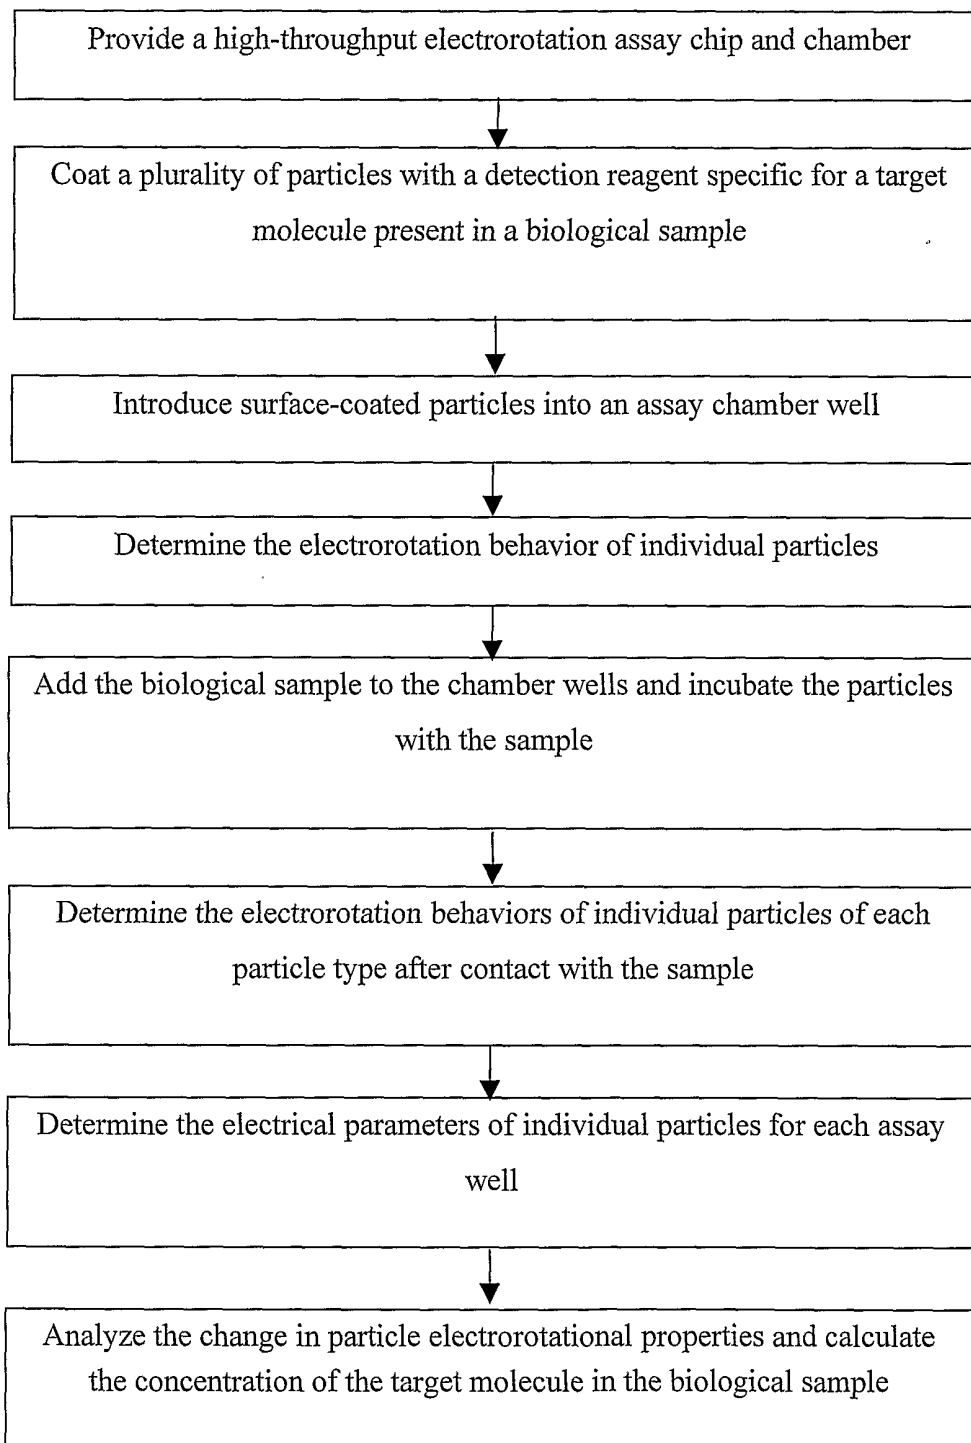 Provide a high-throughput electrorotation assay chip and chamber
Coat a plurality of particles with a detection reagent specific for a target
molecule present in a biological sample
Introduce surface-coated particles into an assay chamber well
Determine the electrorotation behavior of individual particles
Add the biological sample to the chamber wells and incubate the particles
with the sample
Determine the electrorotation behaviors of individual particles of each
particle type after contact with the sample
Determine the electrical parameters of individual particles for each assay
well
Analyze the change in particle electrorotational properties and calculate
the concentration of the target molecule in the biological sample